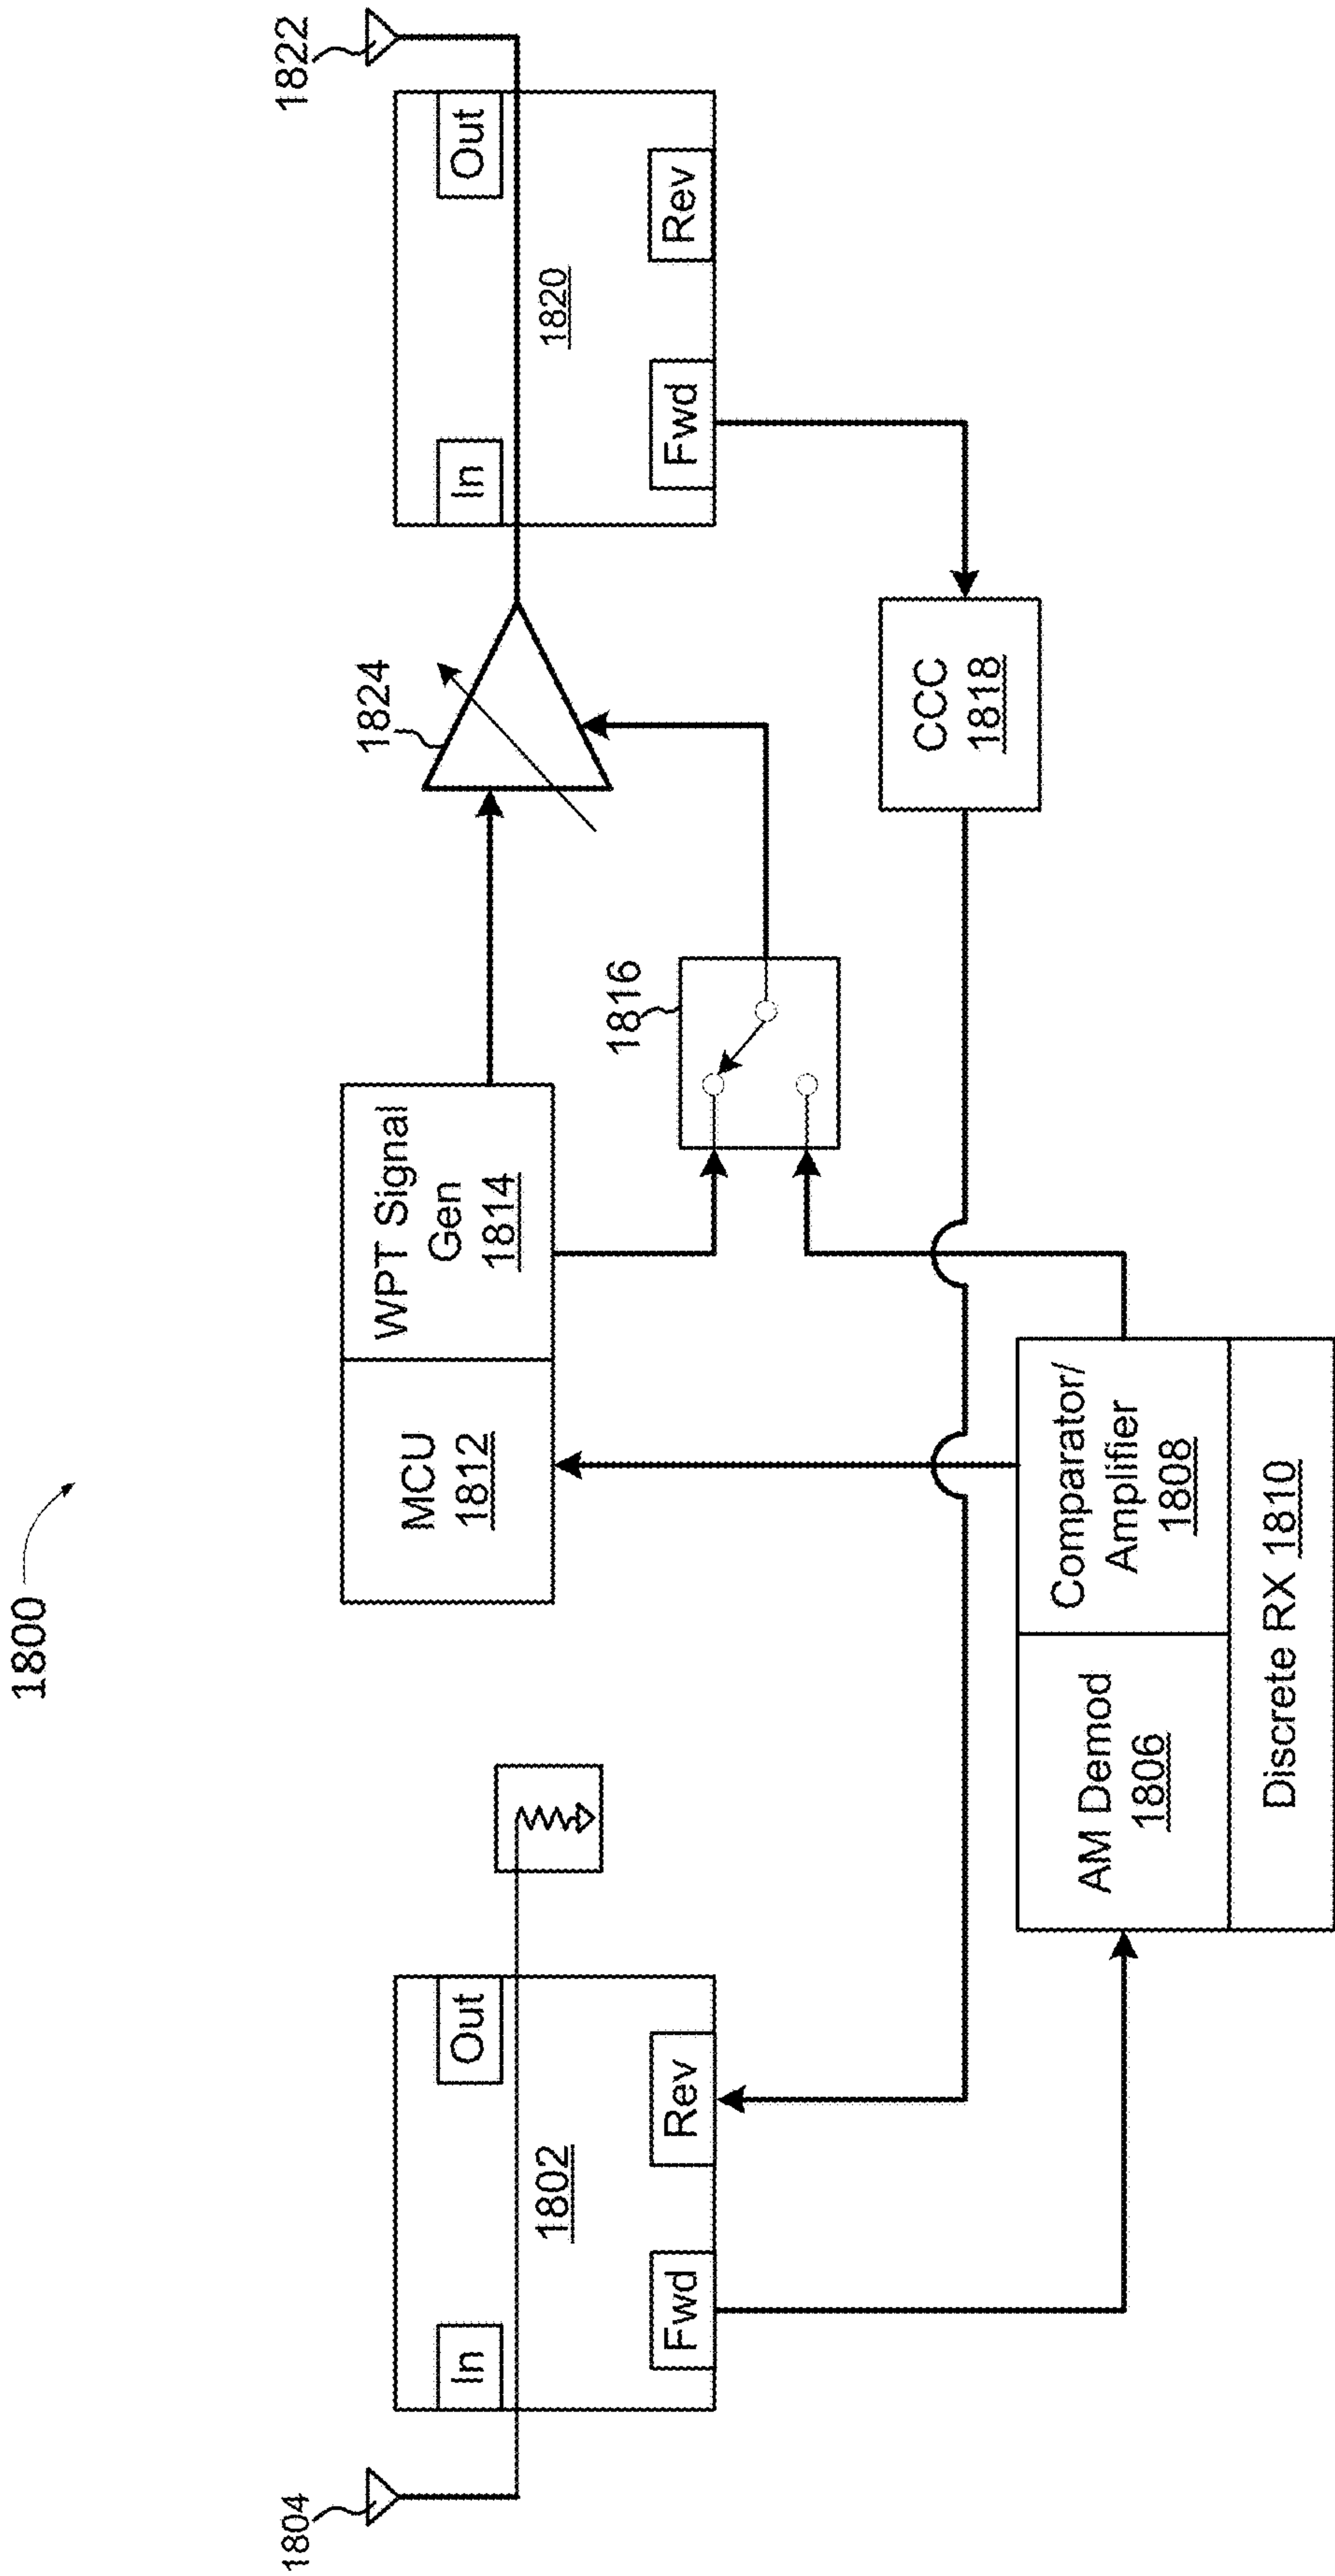 1800
1804
In
Out
1802
Fwd
Rev
MCU
1812
WPT Signal
Gen
1814
1824
1822
In
Out
1820
Fwd
Rev
1816
CCC
1818
AM Demod
1806
Comparator/
Amplifier
1808
Discrete RX 1810